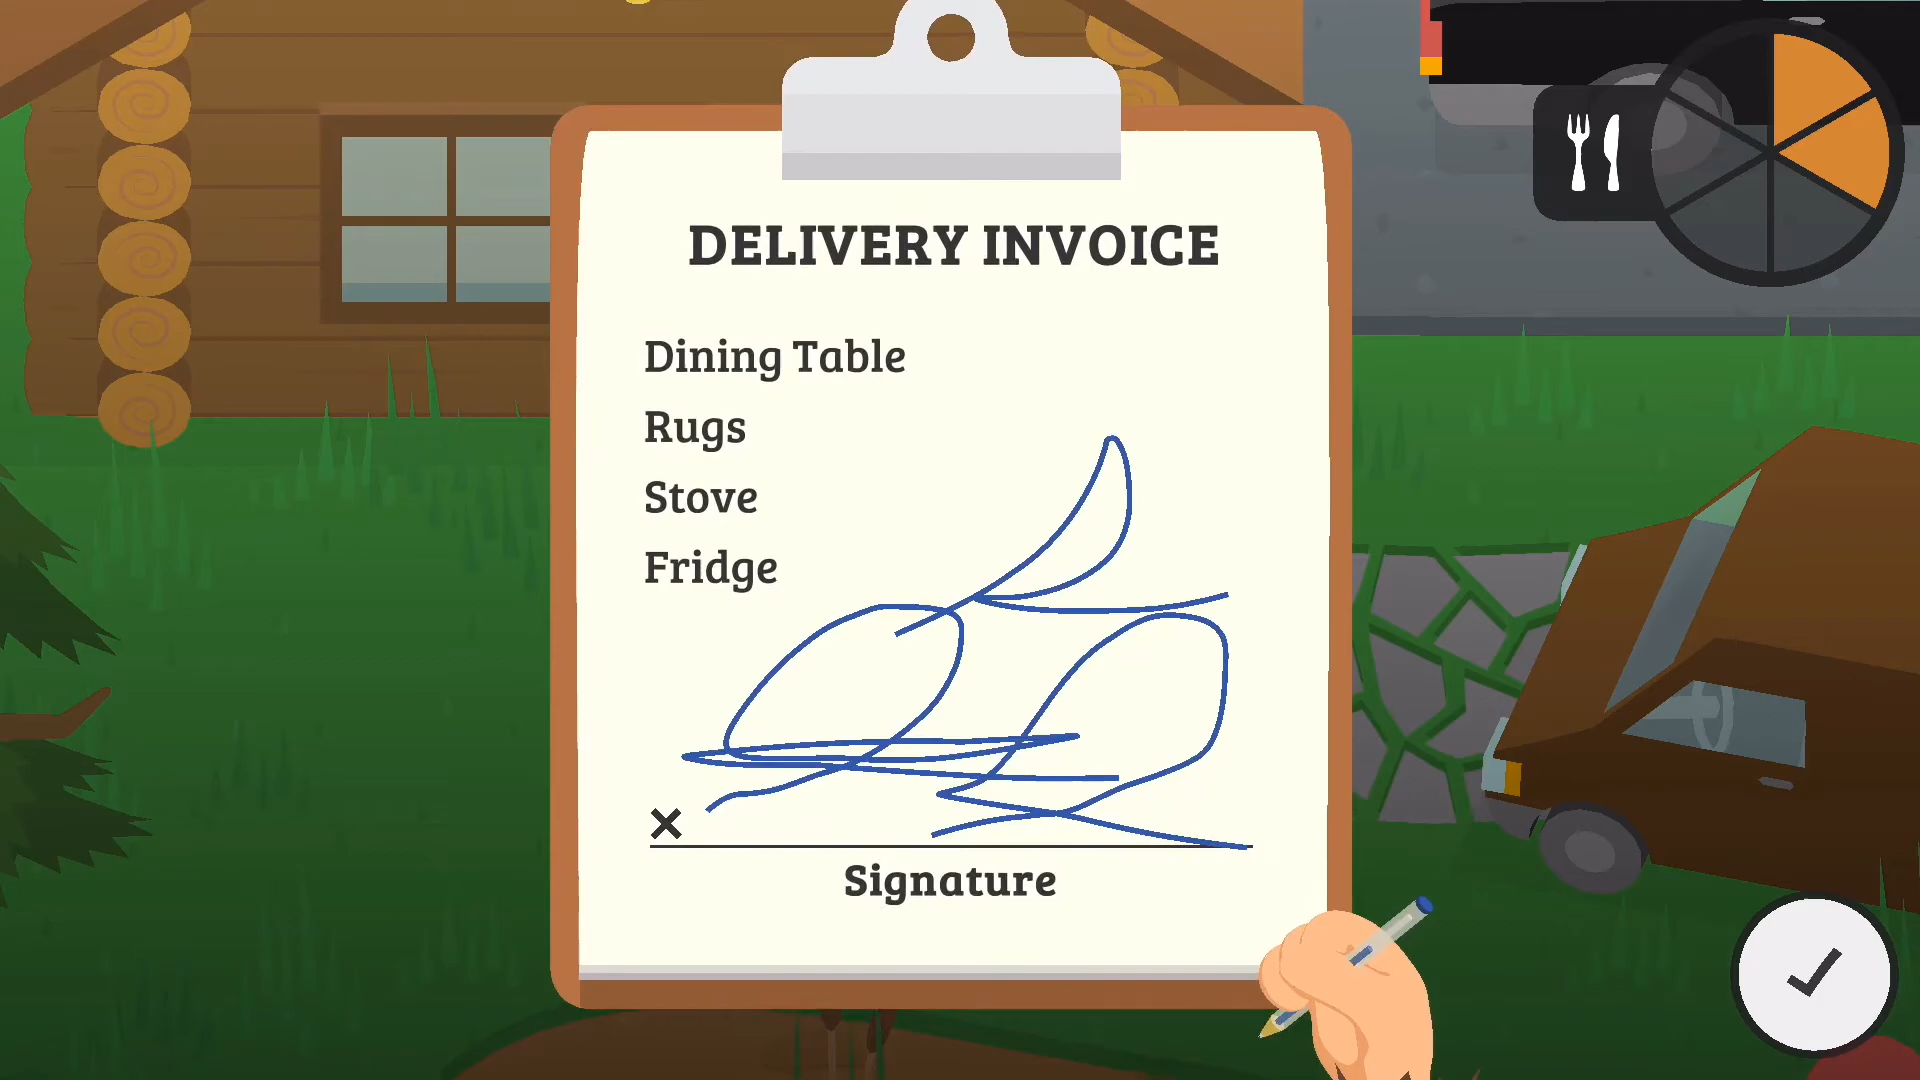 DELIVERY INVOICE
Dining Table
Rugs
Stove
Fridge
×
Signature